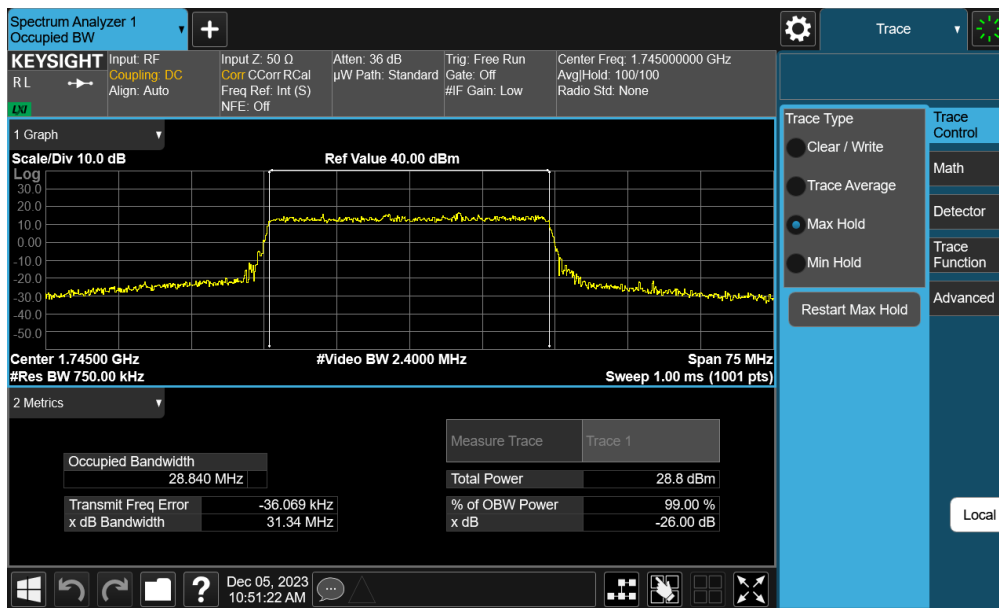 Spectrum Analyzer 1
Occupied BW
+
Trace
KEYSIGHT
R L
LXI
Input: RF
Coupling: DC
Align: Auto
Input Z: 50 Ω
Corr CCorr RCal
Freq Ref: Int (S)
NFE: Off
Atten: 36 dB
µW Path: Standard
Trig: Free Run
Gate: Off
#IF Gain: Low
Center Freq: 1.745000000 GHz
Avg|Hold: 100/100
Radio Std: None
1 Graph
Scale/Div 10.0 dB
Ref Value 40.00 dBm
Log
30.0
20.0
10.0
0.00
-10.0
-20.0
-30.0
-40.0
-50.0
Center 1.74500 GHz
#Video BW 2.4000 MHz
Span 75 MHz
#Res BW 750.00 kHz
Sweep 1.00 ms (1001 pts)
2 Metrics
Measure Trace
Trace 1
Occupied Bandwidth
28.840 MHz
Total Power
28.8 dBm
Transmit Freq Error
-36.069 kHz
% of OBW Power
99.00 %
x dB Bandwidth
31.34 MHz
x dB
-26.00 dB
Trace Type
Clear / Write
Trace Average
Max Hold
Min Hold
Restart Max Hold
Trace
Control
Math
Detector
Trace
Function
Advanced
Local
?
Dec 05, 2023
10:51:22 AM